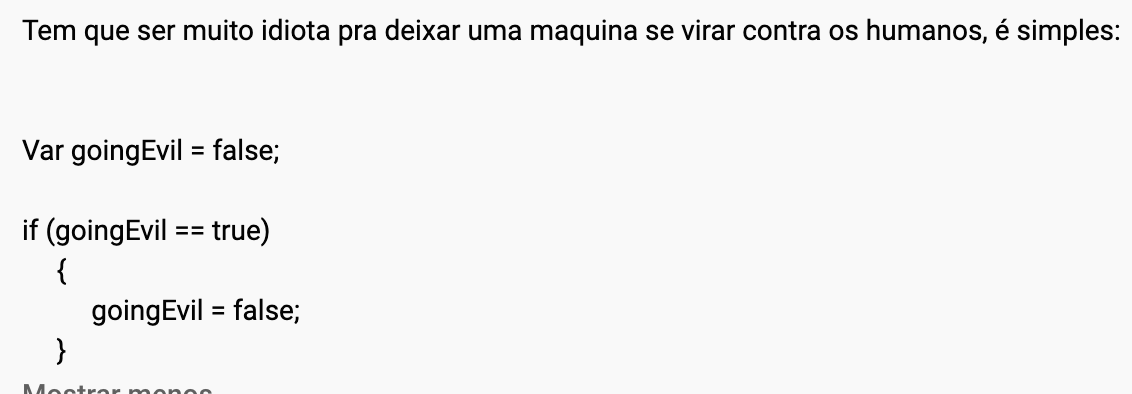 Tem que ser muito idiota pra deixar uma maquina se virar contra os humanos, é simples:
Var goingEvil = false;
if (goingEvil == true)
{
goingEvil = false;
}
Mostrar menos